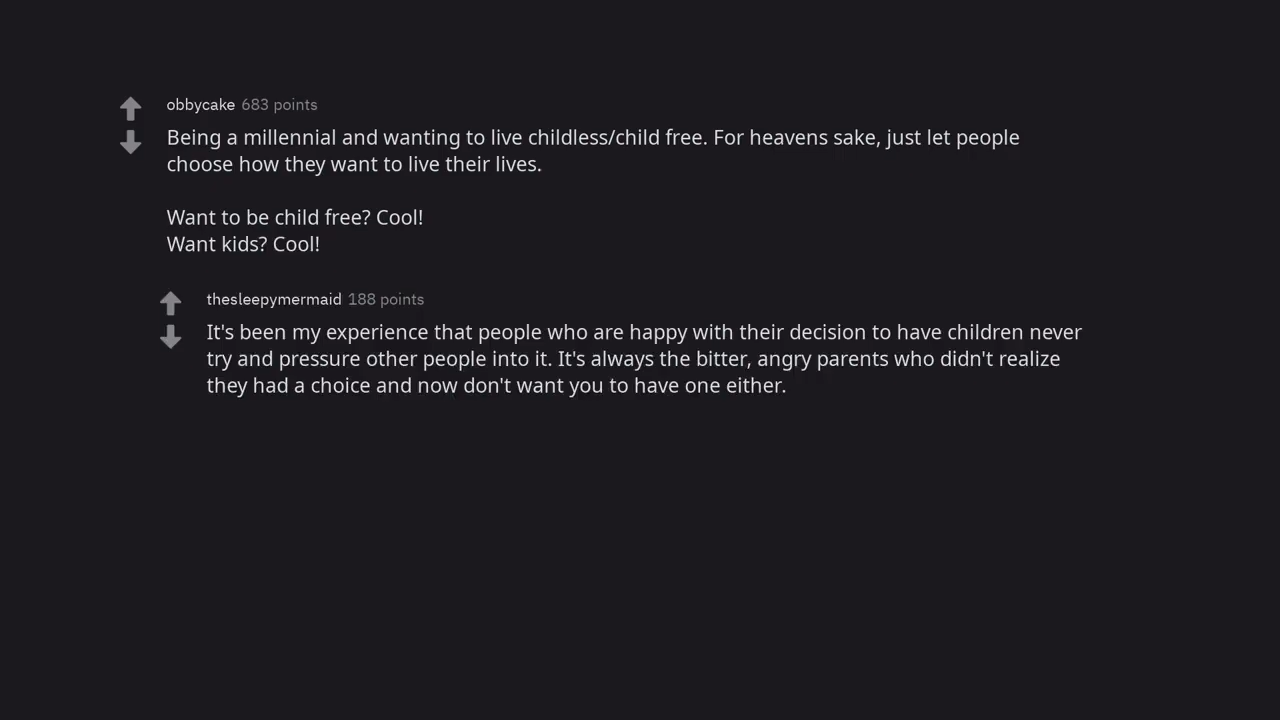 obbycake 683 points
Being a millennial and wanting to live childless/child free. For heavens sake, just let people
choose how they want to live their lives.
Want to be child free? Cool!
Want kids? Cool!
thesleepymermaid 188 points
It's been my experience that people who are happy with their decision to have children never
try and pressure other people into it. It's always the bitter, angry parents who didn't realize
they had a choice and now don't want you to have one either.